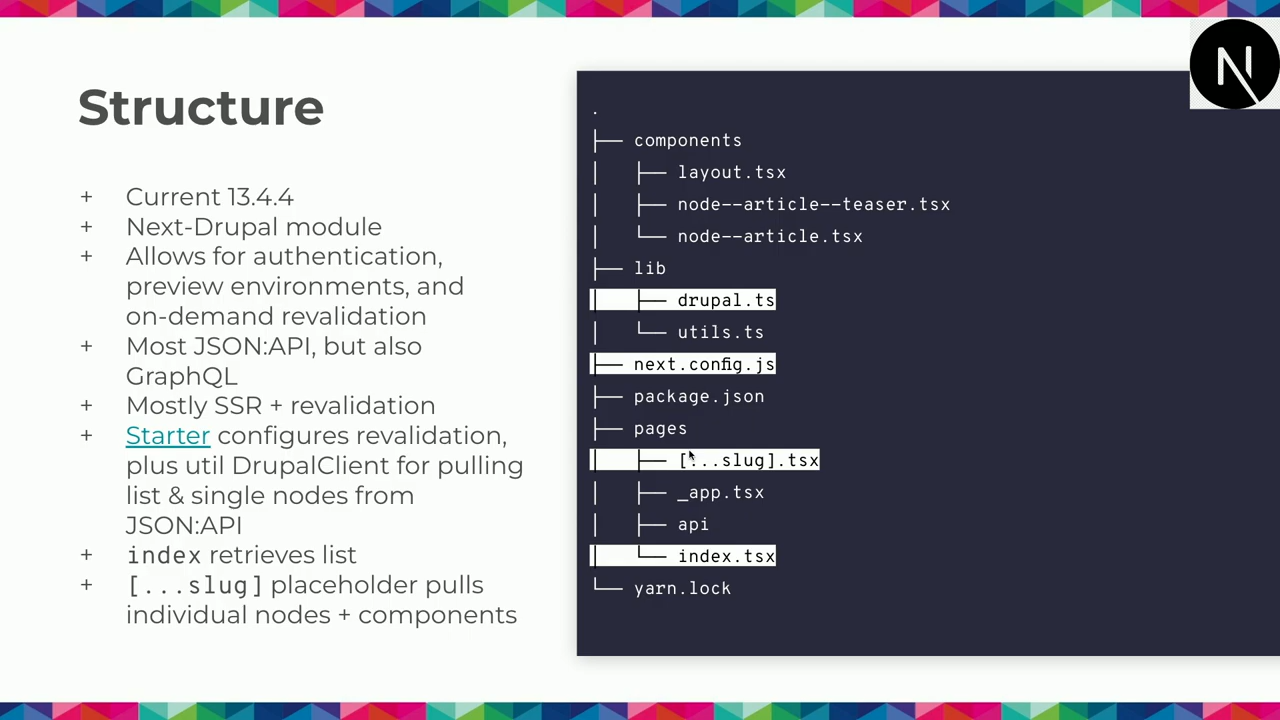 Structure
+ Current 13.4.4
+ Next-Drupal module
+ Allows for authentication,
preview environments, and
on-demand revalidation
+ Most JSON:API, but also
GraphQL
+ Mostly SSR + revalidation
+ Starter configures revalidation,
plus util DrupalClient for pulling
list & single nodes from
JSON:API
+ index retrieves list
+ [...slug] placeholder pulls
individual nodes + components
.
├── components
│   ├── layout.tsx
│   ├── node--article--teaser.tsx
│   └── node--article.tsx
├── lib
│   ├── drupal.ts
│   └── utils.ts
├── next.config.js
├── package.json
├── pages
│   ├── [...slug].tsx
│   ├── _app.tsx
│   ├── api
│   └── index.tsx
└── yarn.lock
N